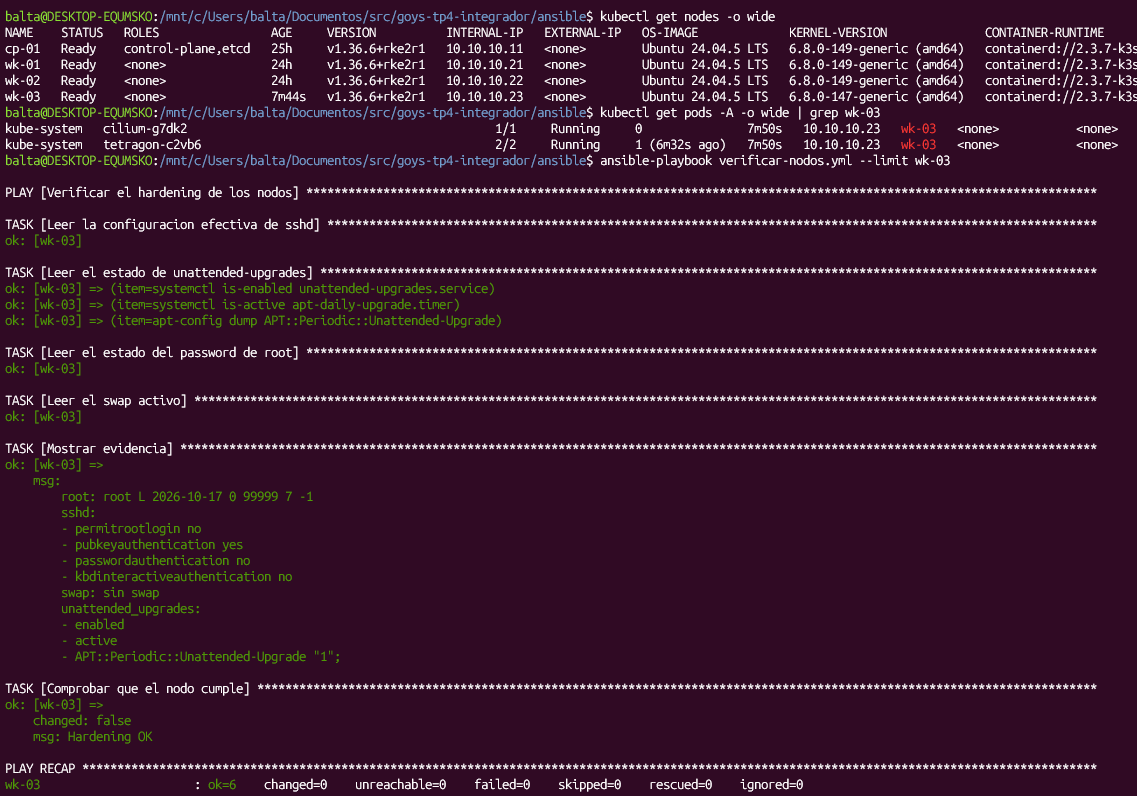 balta@DESKTOP-EQUMSKO:/mnt/c/Users/balta/Documentos/src/goys-tp4-integrador/ansible$ kubectl get nodes -o wide
NAME STATUS ROLES AGE VERSION INTERNAL-IP EXTERNAL-IP OS-IMAGE KERNEL-VERSION CONTAINER-RUNTIME
cp-01 Ready control-plane,etcd 25h v1.36.6+rke2r1 10.10.10.11 <none> Ubuntu 24.04.5 LTS 6.8.0-149-generic (amd64) containerd://2.3.7-k3s
wk-01 Ready <none> 24h v1.36.6+rke2r1 10.10.10.21 <none> Ubuntu 24.04.5 LTS 6.8.0-149-generic (amd64) containerd://2.3.7-k3s
wk-02 Ready <none> 24h v1.36.6+rke2r1 10.10.10.22 <none> Ubuntu 24.04.5 LTS 6.8.0-149-generic (amd64) containerd://2.3.7-k3s
wk-03 Ready <none> 7m44s v1.36.6+rke2r1 10.10.10.23 <none> Ubuntu 24.04.5 LTS 6.8.0-147-generic (amd64) containerd://2.3.7-k3s
balta@DESKTOP-EQUMSKO:/mnt/c/Users/balta/Documentos/src/goys-tp4-integrador/ansible$ kubectl get pods -A -o wide | grep wk-03
kube-system cilium-g7dk2 1/1 Running 0 7m50s 10.10.10.23 wk-03 <none> <none>
kube-system tetragon-c2vb6 2/2 Running 1 (6m32s ago) 7m50s 10.10.10.23 wk-03 <none> <none>
balta@DESKTOP-EQUMSKO:/mnt/c/Users/balta/Documentos/src/goys-tp4-integrador/ansible$ ansible-playbook verificar-nodos.yml --limit wk-03
PLAY [Verificar el hardening de los nodos] *****************************************************************************************************************
TASK [Leer la configuracion efectiva de sshd] **************************************************************************************************************
ok: [wk-03]
TASK [Leer el estado de unattended-upgrades] ***************************************************************************************************************
ok: [wk-03] => (item=systemctl is-enabled unattended-upgrades.service)
ok: [wk-03] => (item=systemctl is-active apt-daily-upgrade.timer)
ok: [wk-03] => (item=apt-config dump APT::Periodic::Unattended-Upgrade)
TASK [Leer el estado del password de root] *****************************************************************************************************************
ok: [wk-03]
TASK [Leer el swap activo] *********************************************************************************************************************************
ok: [wk-03]
TASK [Mostrar evidencia] ***********************************************************************************************************************************
ok: [wk-03] =>
msg:
root: root L 2026-10-17 0 99999 7 -1
sshd:
- permitrootlogin no
- pubkeyauthentication yes
- passwordauthentication no
- kbdinteractiveauthentication no
swap: sin swap
unattended_upgrades:
- enabled
- active
- APT::Periodic::Unattended-Upgrade "1";
TASK [Comprobar que el nodo cumple] ************************************************************************************************************************
ok: [wk-03] =>
changed: false
msg: Hardening OK
PLAY RECAP *************************************************************************************************************************************************
wk-03 : ok=6 changed=0 unreachable=0 failed=0 skipped=0 rescued=0 ignored=0